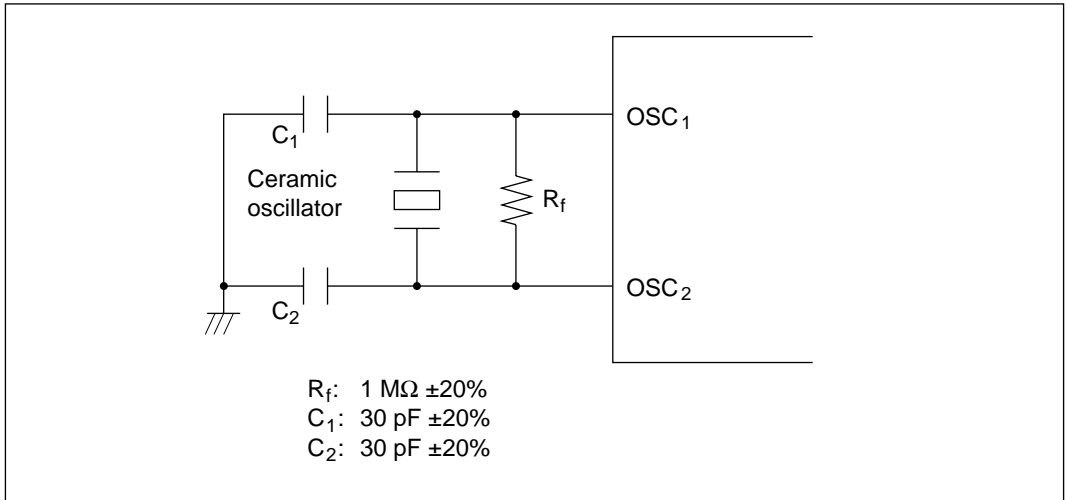 OSC1
C1
Ceramic
oscillator
Rf
OSC2
C2
Rf: 1 MΩ ±20%
C1: 30 pF ±20%
C2: 30 pF ±20%